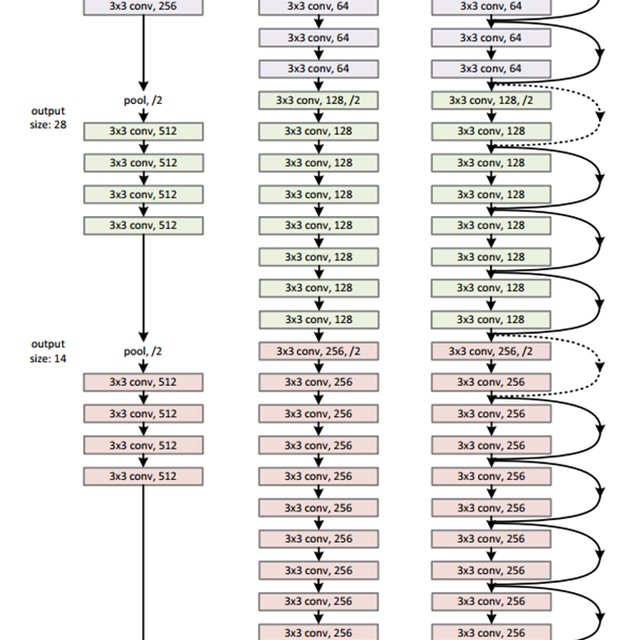 output
size: 28
output
size: 14
3x3 conv, 256
pool, /2
3x3 conv, 512
3x3 conv, 512
3x3 conv, 512
3x3 conv, 512
pool, /2
3x3 conv, 512
3x3 conv, 512
3x3 conv, 512
3x3 conv, 512
3x3 conv, 64
3x3 conv, 64
3x3 conv, 64
3x3 conv, 128, /2
3x3 conv, 128
3x3 conv, 128
3x3 conv, 128
3x3 conv, 128
3x3 conv, 128
3x3 conv, 128
3x3 conv, 128
3x3 conv, 256, /2
3x3 conv, 256
3x3 conv, 256
3x3 conv, 256
3x3 conv, 256
3x3 conv, 256
3x3 conv, 256
3x3 conv, 256
3x3 conv, 256
3x3 conv, 256
3x3 conv, 64
3x3 conv, 64
3x3 conv, 64
3x3 conv, 128, /2
3x3 conv, 128
3x3 conv, 128
3x3 conv, 128
3x3 conv, 128
3x3 conv, 128
3x3 conv, 128
3x3 conv, 128
3x3 conv, 256, /2
3x3 conv, 256
3x3 conv, 256
3x3 conv, 256
3x3 conv, 256
3x3 conv, 256
3x3 conv, 256
3x3 conv, 256
3x3 conv, 256
3x3 conv, 256